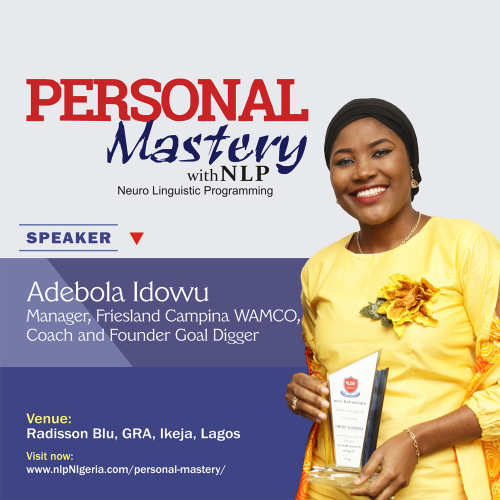 PERSONAL
Mastery
with NLP
Neuro Linguistic Programming
SPEAKER
Adebola Idowu
Manager, Friesland Campina WAMCO,
Coach and Founder Goal Digger
Venue:
Radisson Blu, GRA, Ikeja, Lagos
Visit now:
www.nlpNIgeria.com/personal-mastery/